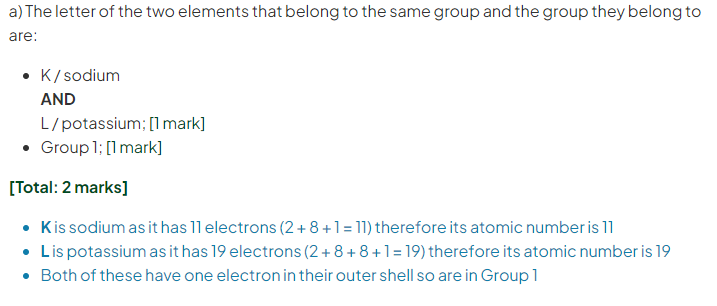 a) The letter of the two elements that belong to the same group and the group they belong to
are:
• K / sodium
AND
L / potassium; [1 mark]
• Group 1; [1 mark]
[Total: 2 marks]
• K is sodium as it has 11 electrons (2 + 8 + 1 = 11) therefore its atomic number is 11
• L is potassium as it has 19 electrons (2 + 8 + 8 + 1 = 19) therefore its atomic number is 19
• Both of these have one electron in their outer shell so are in Group 1